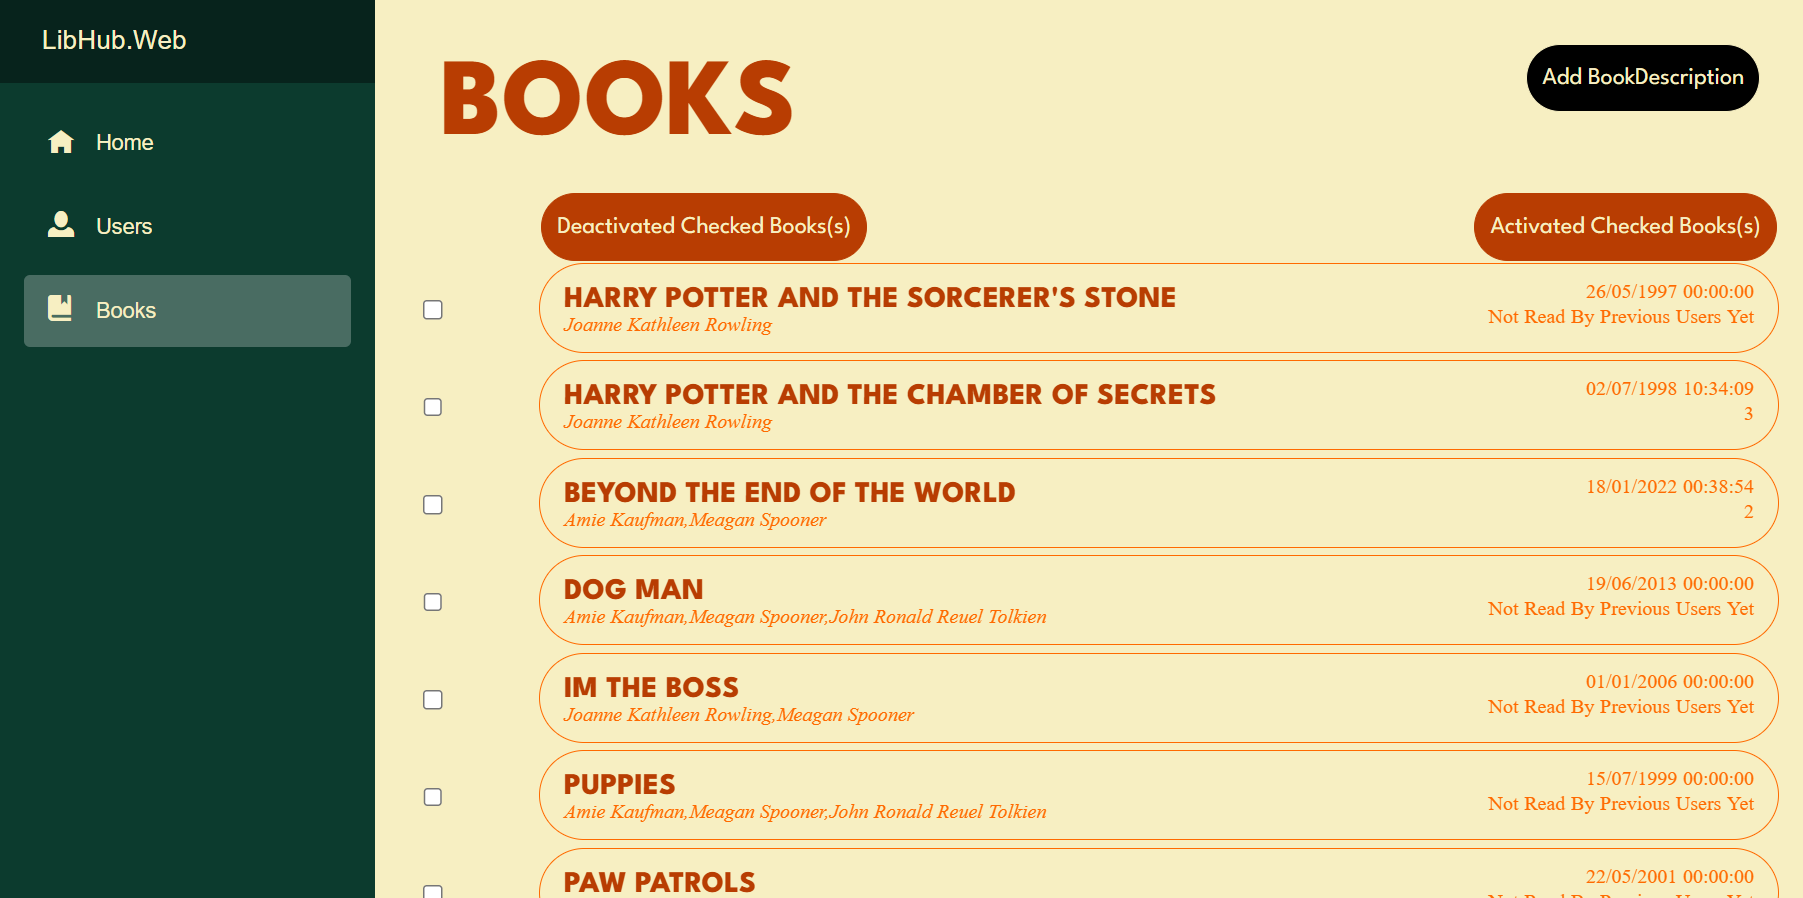 LibHub.Web
Home
Users
Books
BOOKS
Add BookDescription
Deactivated Checked Books(s)
Activated Checked Books(s)
HARRY POTTER AND THE SORCERER'S STONE
Joanne Kathleen Rowling
26/05/1997 00:00:00
Not Read By Previous Users Yet
HARRY POTTER AND THE CHAMBER OF SECRETS
Joanne Kathleen Rowling
02/07/1998 10:34:09
3
BEYOND THE END OF THE WORLD
Amie Kaufman,Meagan Spooner
18/01/2022 00:38:54
2
DOG MAN
Amie Kaufman,Meagan Spooner,John Ronald Reuel Tolkien
19/06/2013 00:00:00
Not Read By Previous Users Yet
IM THE BOSS
Joanne Kathleen Rowling,Meagan Spooner
01/01/2006 00:00:00
Not Read By Previous Users Yet
PUPPIES
Amie Kaufman,Meagan Spooner,John Ronald Reuel Tolkien
15/07/1999 00:00:00
Not Read By Previous Users Yet
PAW PATROLS
22/05/2001 00:00:00